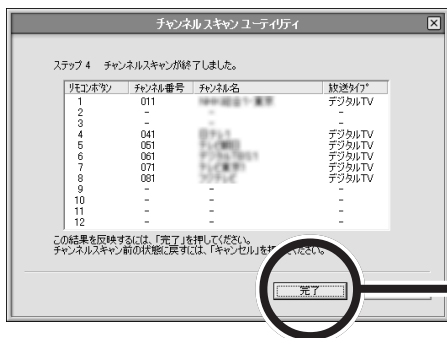 チャンネルスキャン ユーティリティ
ステップ 4 チャンネルスキャンが終了しました。
リモコンボタン チャンネル番号 チャンネル名 放送タイプ
1 011 デジタルTV
2 - - -
3 - - -
4 041 デジタルTV
5 051 デジタルTV
6 061 デジタルTV
7 071 デジタルTV
8 081 デジタルTV
9 - - -
10 - - -
11 - - -
12 - - -
この結果を反映するには、「完了」を押してください。
チャンネルスキャン前の状態に戻すには、「キャンセル」を押してください。
完了